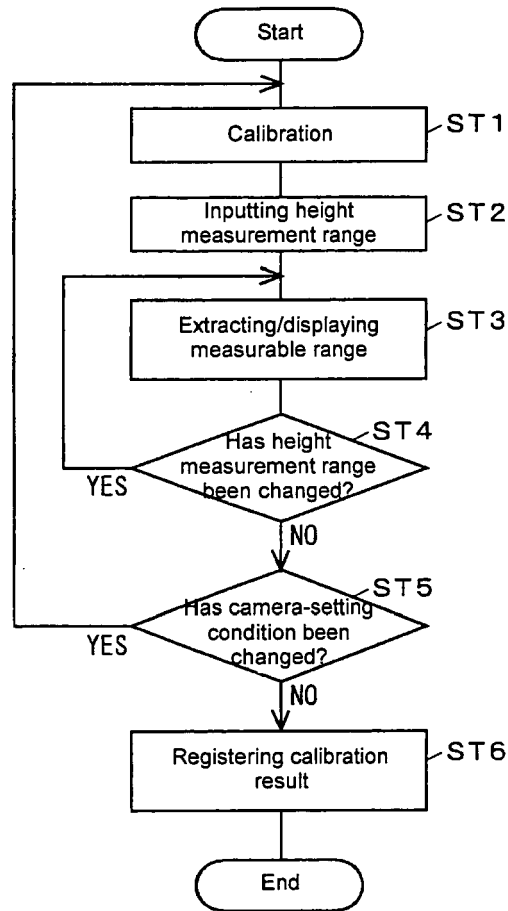 Start
Calibration
ST1
Inputting height
measurement range
ST2
Extracting/displaying
measurable range
ST3
Has height
measurement range
been changed?
ST4
YES
NO
Has camera-setting
condition been
changed?
ST5
YES
NO
Registering calibration
result
ST6
End